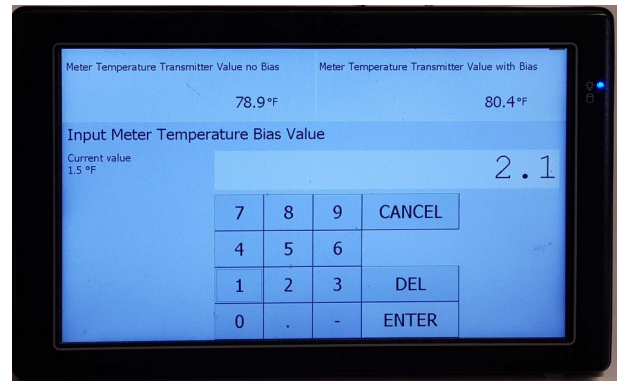 Meter Temperature Transmitter Value no Bias
78.9 °F
Meter Temperature Transmitter Value with Bias
80.4 °F
Input Meter Temperature Bias Value
Current value
1.5 °F
2.1
7 8 9 CANCEL
4 5 6
1 2 3 DEL
0 . - ENTER